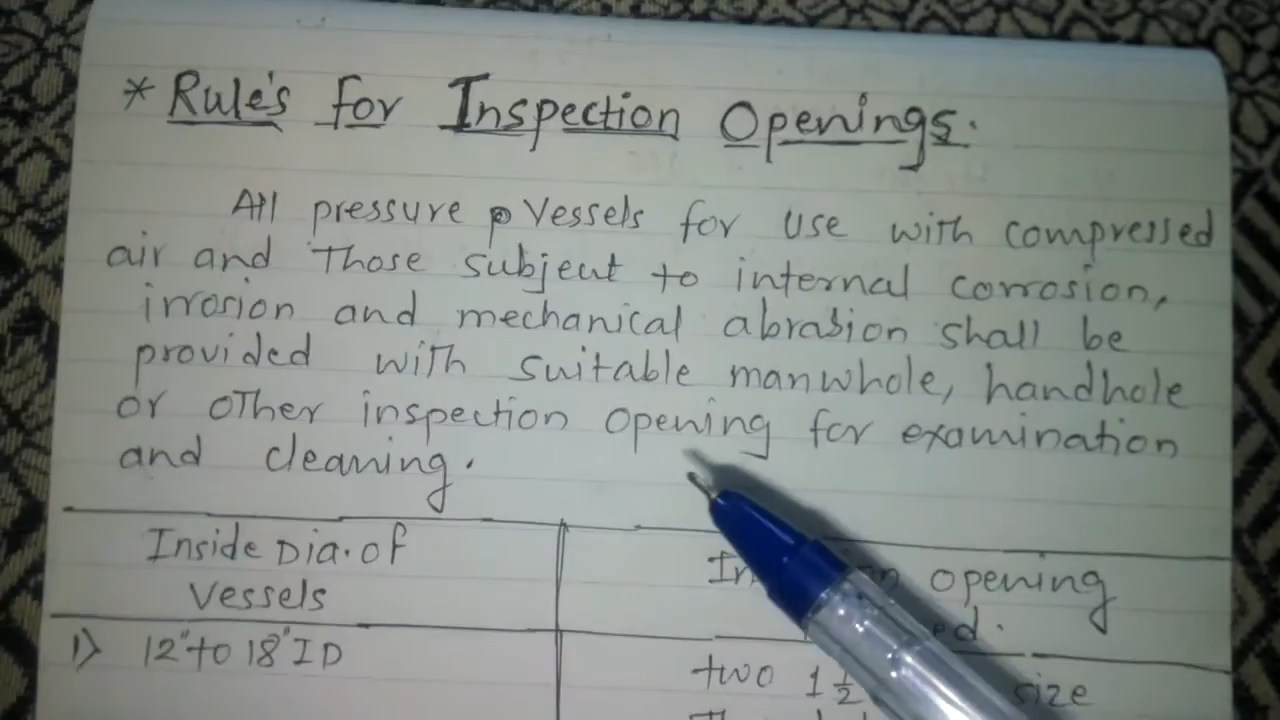 * Rule's for Inspection Openings.
All pressure Vessels for use with compressed
air and Those subject to internal corrosion,
irrosion and mechanical abrasion shall be
provided with suitable manwhole, handhole
or other inspection opening for examination
and cleaning.
Inside Dia. of
Vessels
opening
1) 12" to 18" ID
two 1 1/2 size